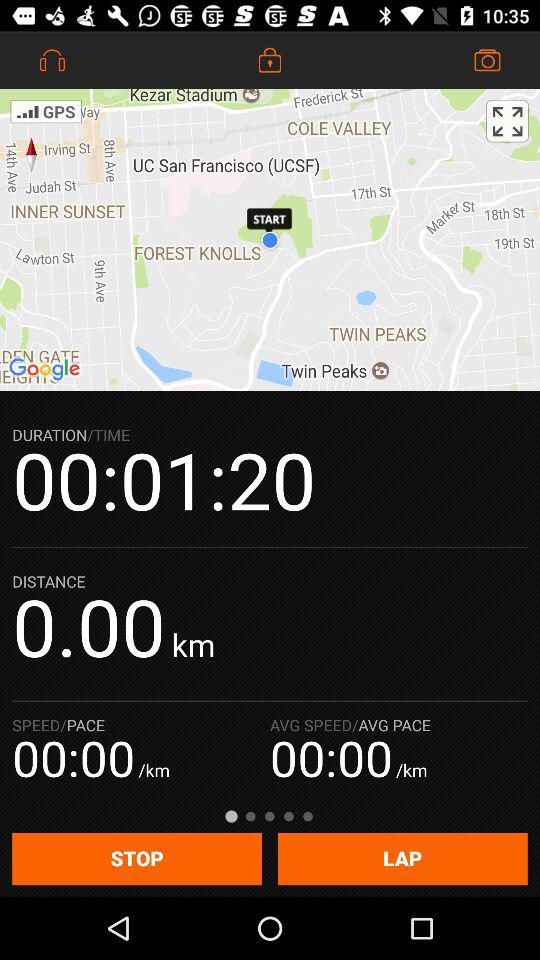 10:35
Kezar Stadium
Frederick St
GPS
Way
COLE VALLEY
14th Ave
Irving St
8th Ave
UC San Francisco (UCSF)
Judah St
17th St
INNER SUNSET
START
Market St
18th St
19th St
Lawton St
FOREST KNOLLS
9th Ave
TWIN PEAKS
LDEN GATE
HEIGHTS
Google
Twin Peaks
DURATION/TIME
00:01:20
DISTANCE
0.00 km
SPEED/PACE
AVG SPEED/AVG PACE
00:00 /km
00:00 /km
STOP
LAP